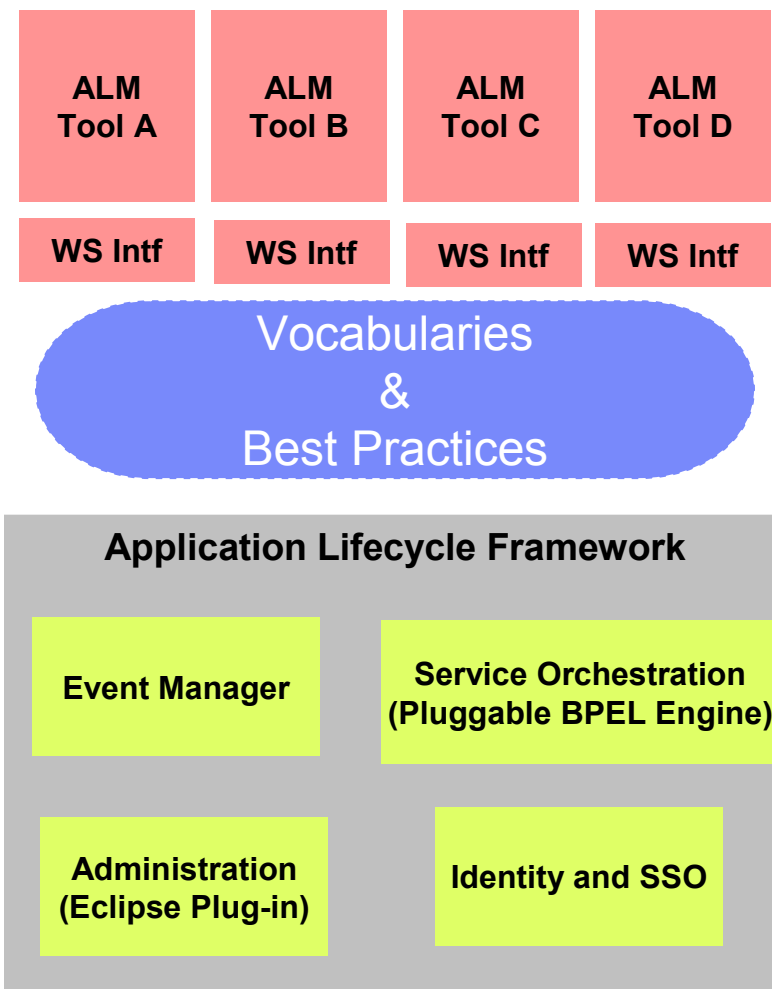 ALM
Tool A
ALM
Tool B
ALM
Tool C
ALM
Tool D
WS Intf
WS Intf
WS Intf
WS Intf
Vocabularies
&
Best Practices
Application Lifecycle Framework
Event Manager
Service Orchestration
(Pluggable BPEL Engine)
Administration
(Eclipse Plug-in)
Identity and SSO